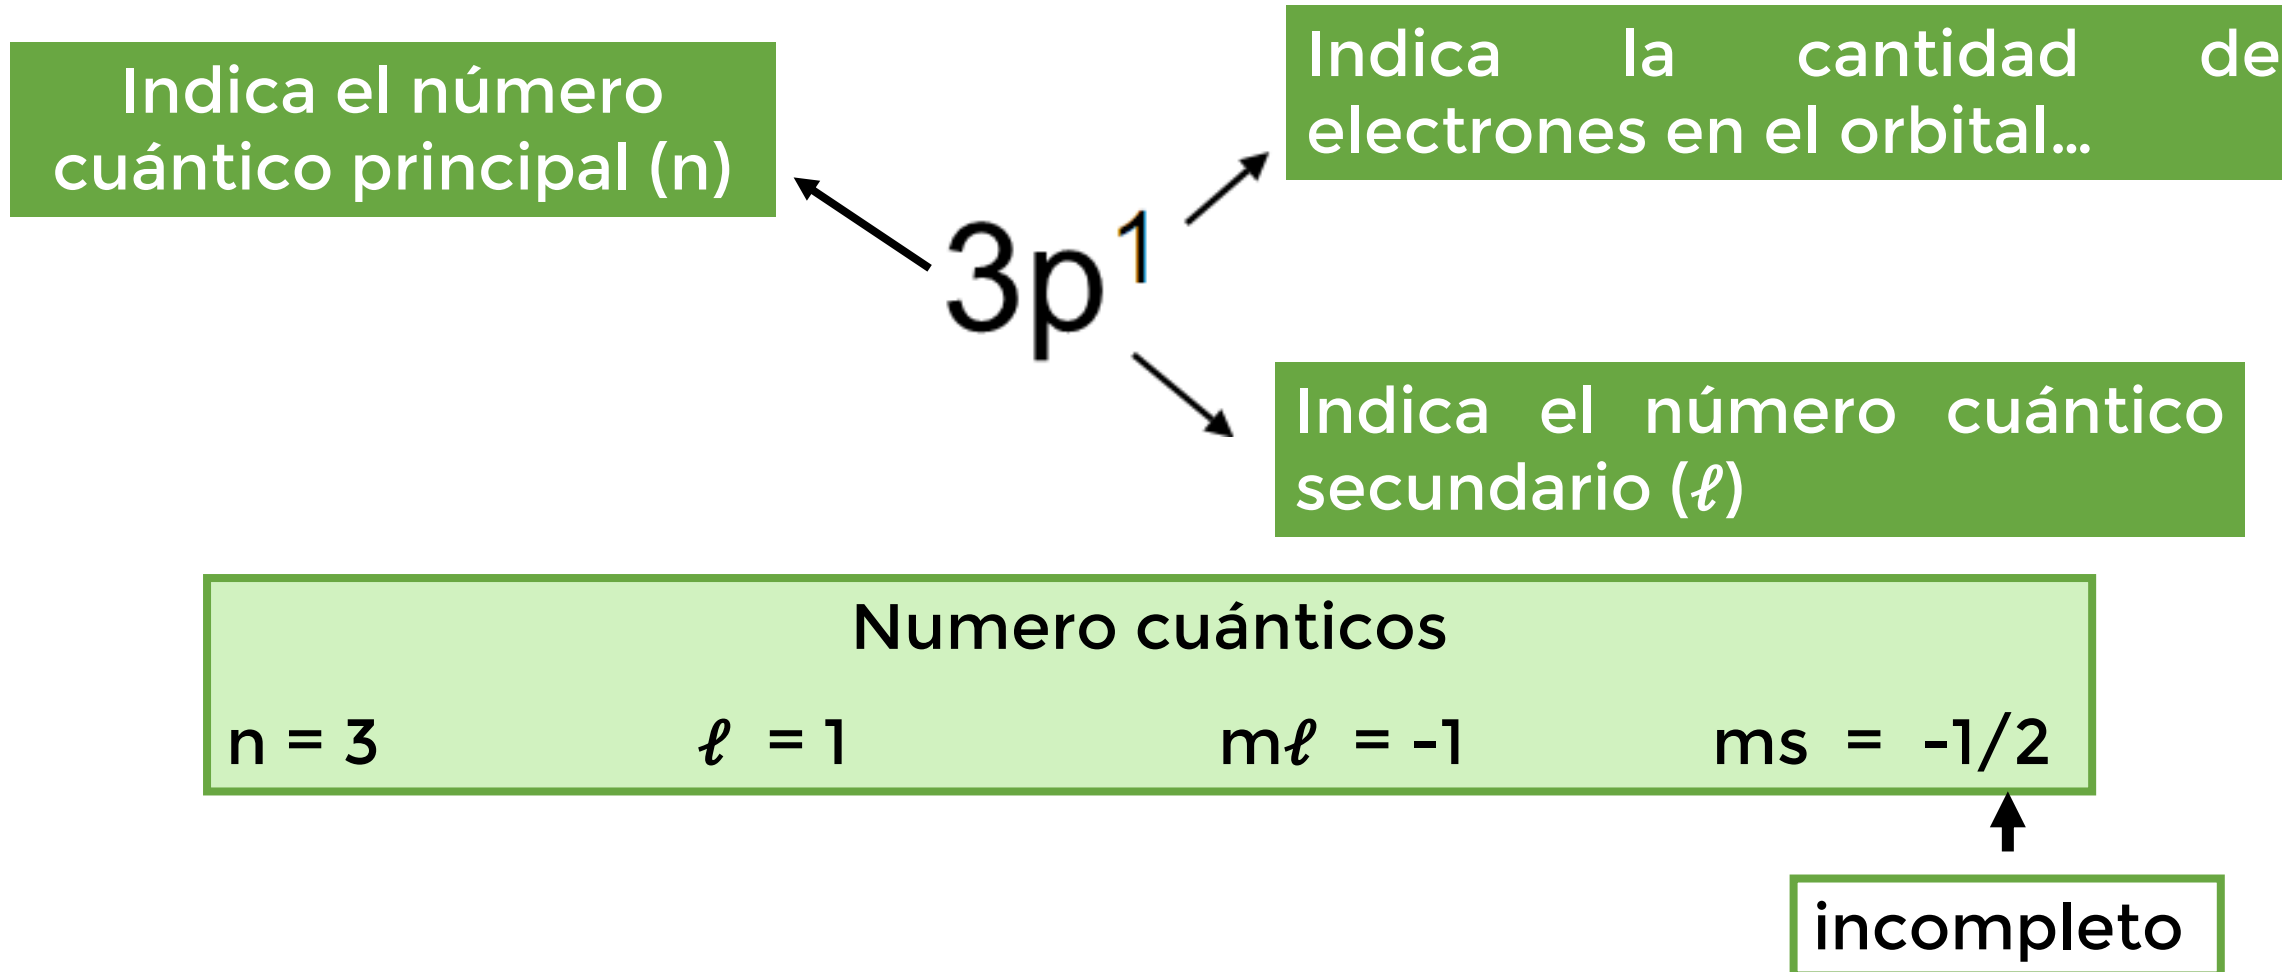 Indica el número
cuántico principal (n)
Indica la cantidad de
electrones en el orbital...
3p¹
Indica el número cuántico
secundario (ℓ)
Numero cuánticos
n = 3 ℓ = 1 mℓ = -1 ms = -1/2
incompleto